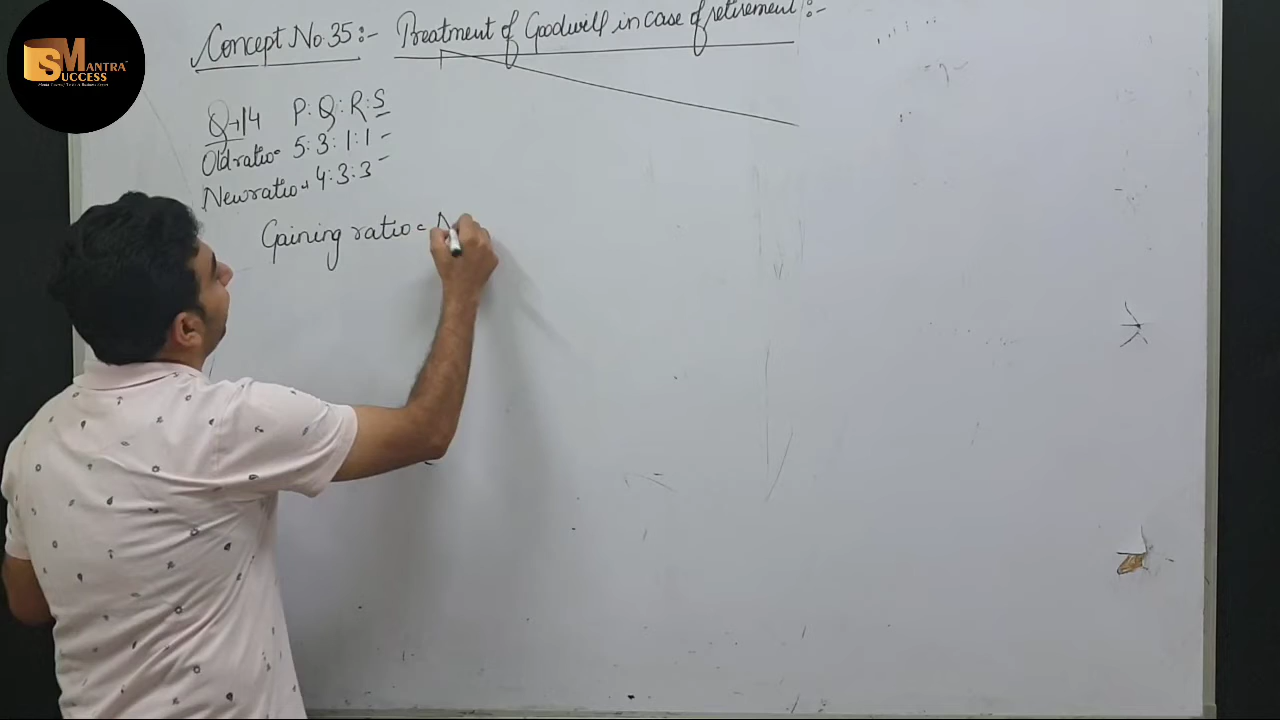 SM
MANTRA
SUCCESS
Concept No. 35:- Treatment of Goodwill in case of retirement:-
Q→14 P: Q: R: S
Old ratio= 5: 3: 1: 1
New ratio→ 4: 3: 3
Gaining ratio= N